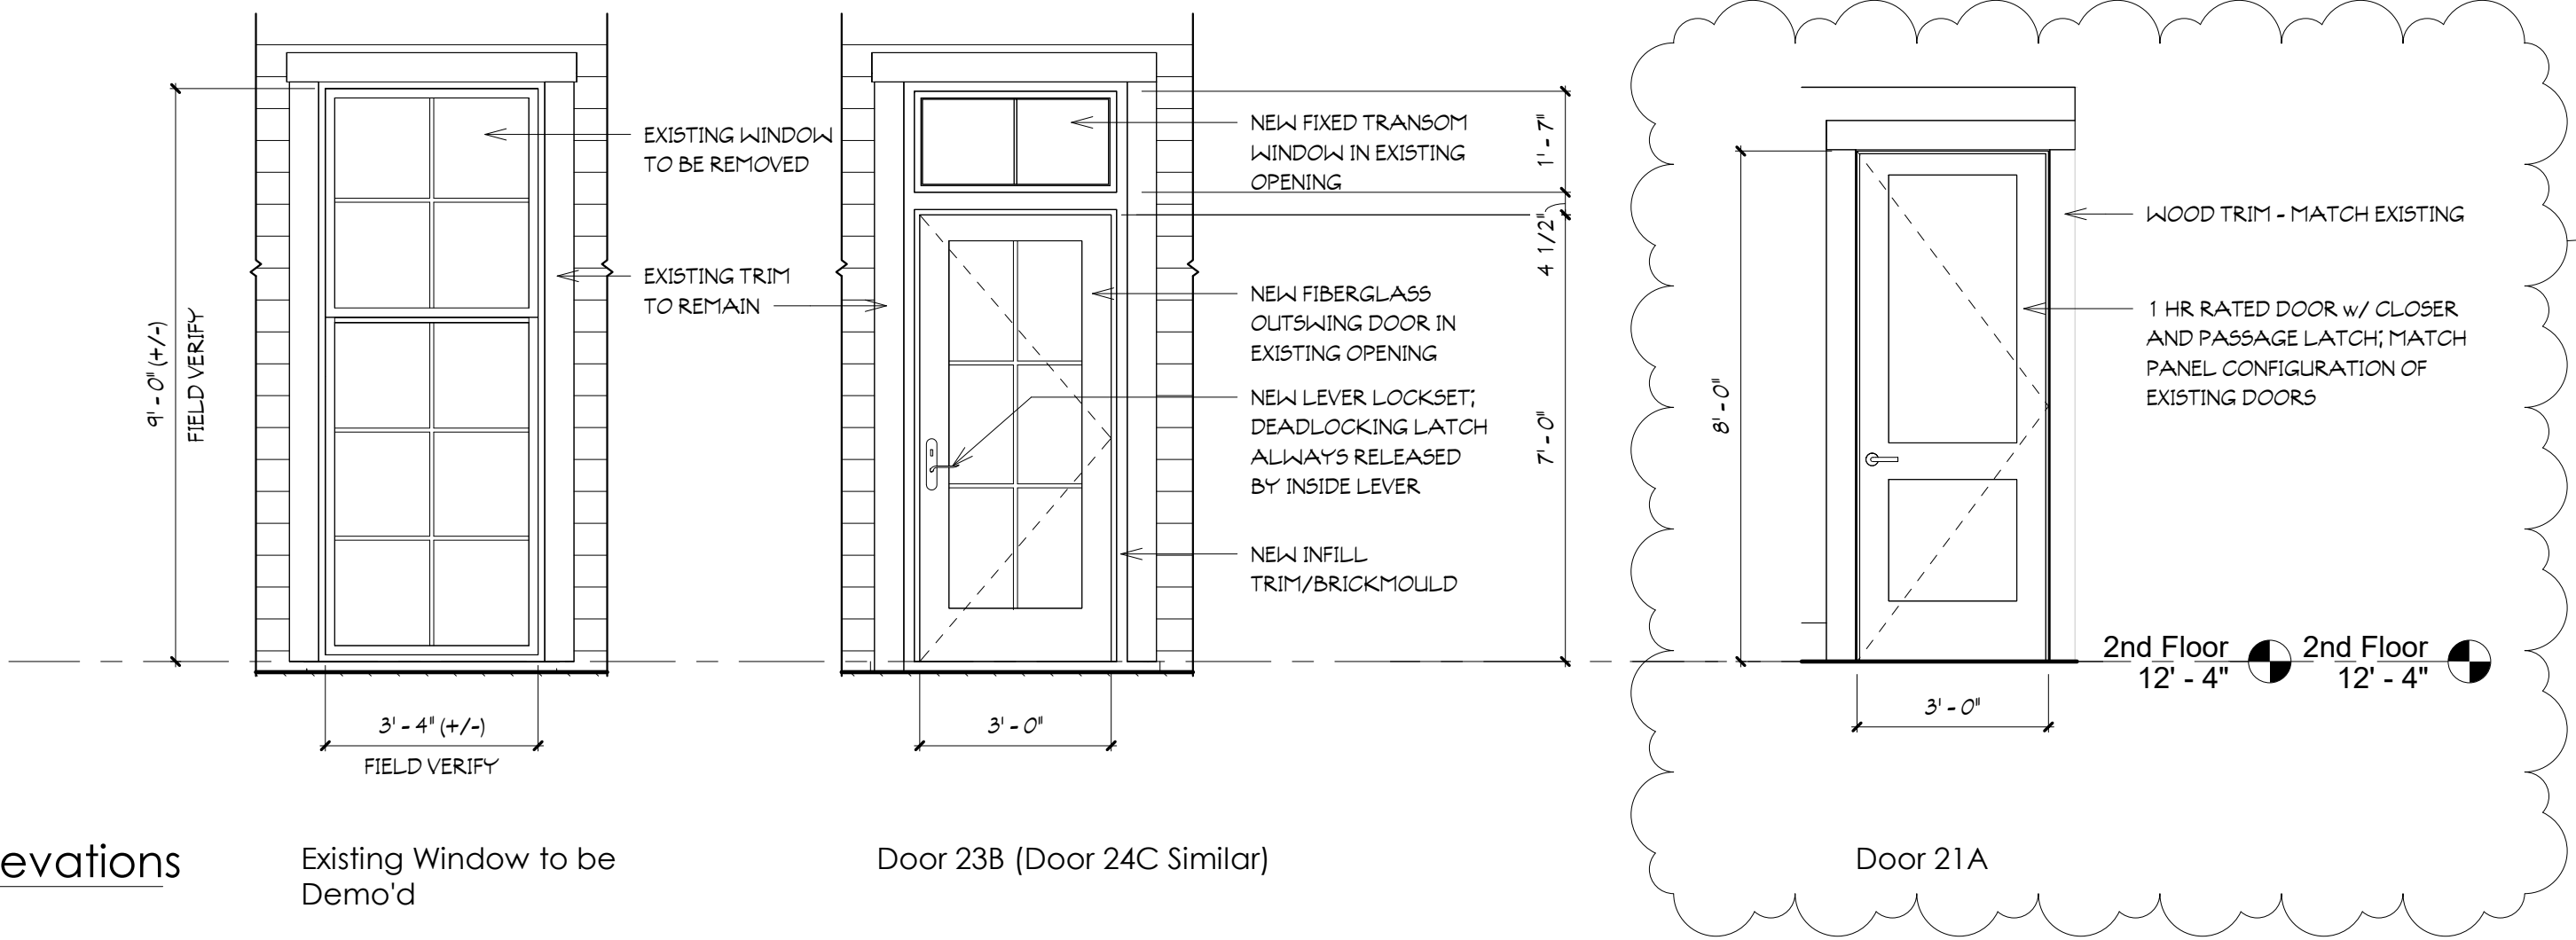 EXISTING WINDOW
TO BE REMOVED
EXISTING TRIM
TO REMAIN
9' - 0" (+/-)
FIELD VERIFY
3' - 4" (+/-)
FIELD VERIFY
NEW FIXED TRANSOM
WINDOW IN EXISTING
OPENING
NEW FIBERGLASS
OUTSWING DOOR IN
EXISTING OPENING
NEW LEVER LOCKSET;
DEADLOCKING LATCH
ALWAYS RELEASED
BY INSIDE LEVER
NEW INFILL
TRIM/BRICKMOULD
1' - 7"
4 1/2"
7' - 0"
3' - 0"
8' - 0"
WOOD TRIM - MATCH EXISTING
1 HR RATED DOOR w/ CLOSER
AND PASSAGE LATCH; MATCH
PANEL CONFIGURATION OF
EXISTING DOORS
2nd Floor
12' - 4"
2nd Floor
12' - 4"
3' - 0"
evations
Existing Window to be
Demo'd
Door 23B (Door 24C Similar)
Door 21A